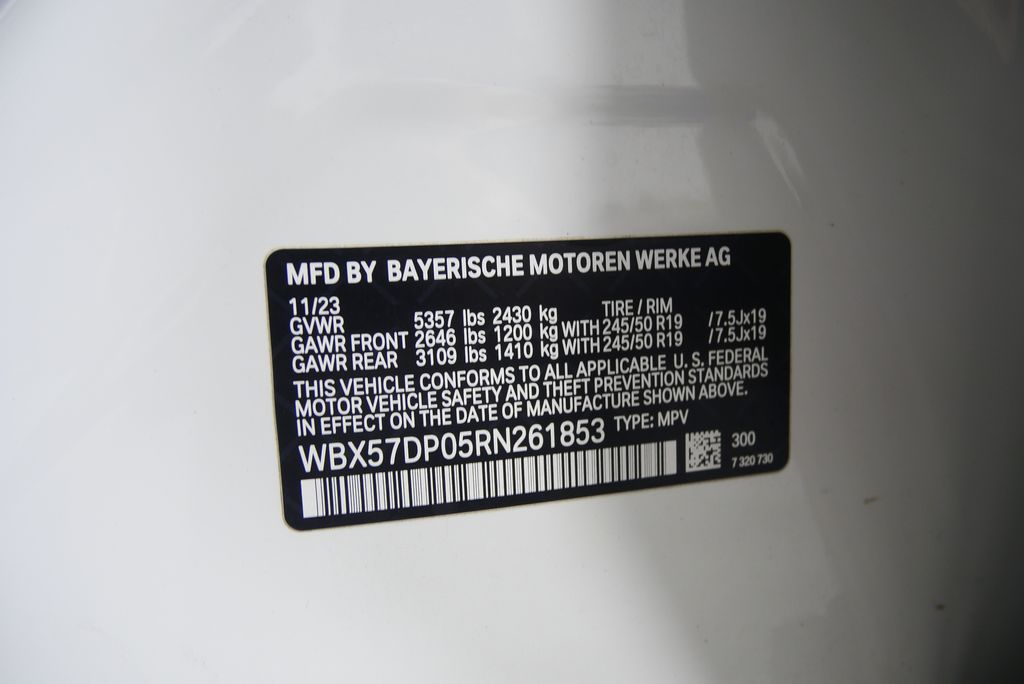 MFD BY BAYERISCHE MOTOREN WERKE AG
11/23 TIRE / RIM
GVWR 5357 lbs 2430 kg
GAWR FRONT 2646 lbs 1200 kg WITH 245/50 R19 /7.5Jx19
GAWR REAR 3109 lbs 1410 kg WITH 245/50 R19 /7.5Jx19
THIS VEHICLE CONFORMS TO ALL APPLICABLE U. S. FEDERAL
MOTOR VEHICLE SAFETY AND THEFT PREVENTION STANDARDS
IN EFFECT ON THE DATE OF MANUFACTURE SHOWN ABOVE.
WBX57DP05RN261853 TYPE: MPV
300
7 320 730